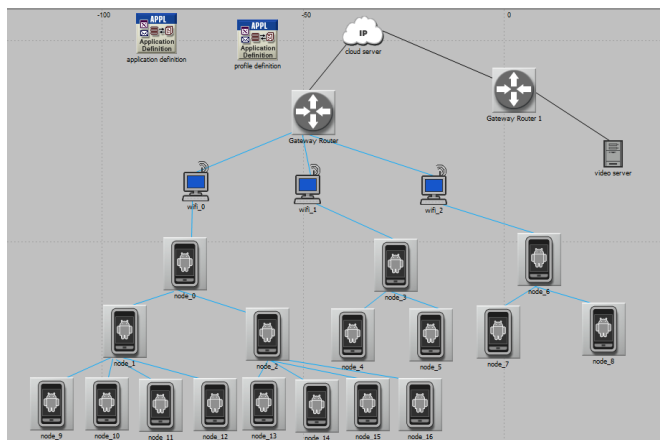 -100
-50
0
APPL
Application
Definition
application definition
APPL
Application
Definition
profile definition
IP
cloud server
Gateway Router
Gateway Router 1
video server
wifi_0
wifi_1
wifi_2
node_0
node_3
node_6
node_1
node_2
node_4
node_5
node_7
node_8
node_9
node_10
node_11
node_12
node_13
node_14
node_15
node_16